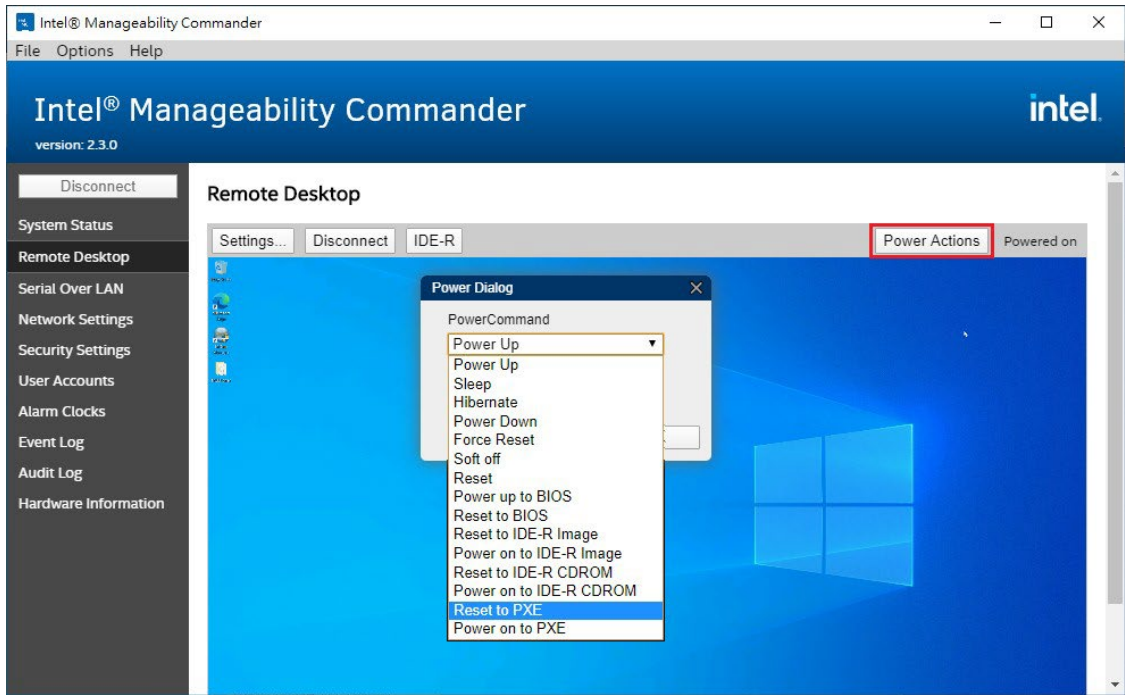 Intel® Manageability Commander
File Options Help
Intel® Manageability Commander
intel.
version: 2.3.0
Disconnect
System Status
Remote Desktop
Serial Over LAN
Network Settings
Security Settings
User Accounts
Alarm Clocks
Event Log
Audit Log
Hardware Information
Remote Desktop
Settings... Disconnect IDE-R Power Actions Powered on
Power Dialog
PowerCommand
Power Up
Power Up
Sleep
Hibernate
Power Down
Force Reset
Soft off
Reset
Power up to BIOS
Reset to BIOS
Reset to IDE-R Image
Power on to IDE-R Image
Reset to IDE-R CDROM
Power on to IDE-R CDROM
Reset to PXE
Power on to PXE